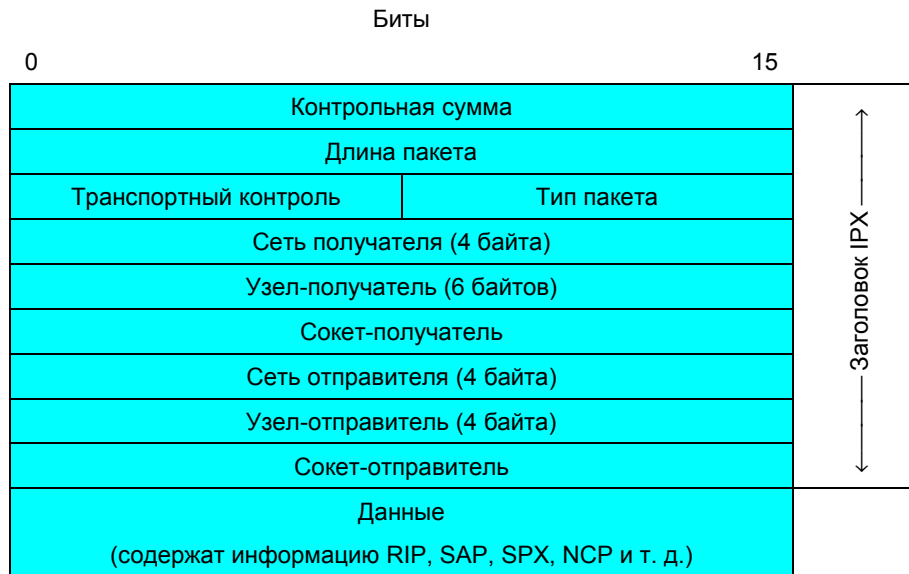 Биты
0 15
Контрольная сумма
Длина пакета
Транспортный контроль Тип пакета
Сеть получателя (4 байта)
Узел-получатель (6 байтов)
Сокет-получатель
Сеть отправителя (4 байта)
Узел-отправитель (4 байта)
Сокет-отправитель
Заголовок IPX
Данные
(содержат информацию RIP, SAP, SPX, NCP и т. д.)